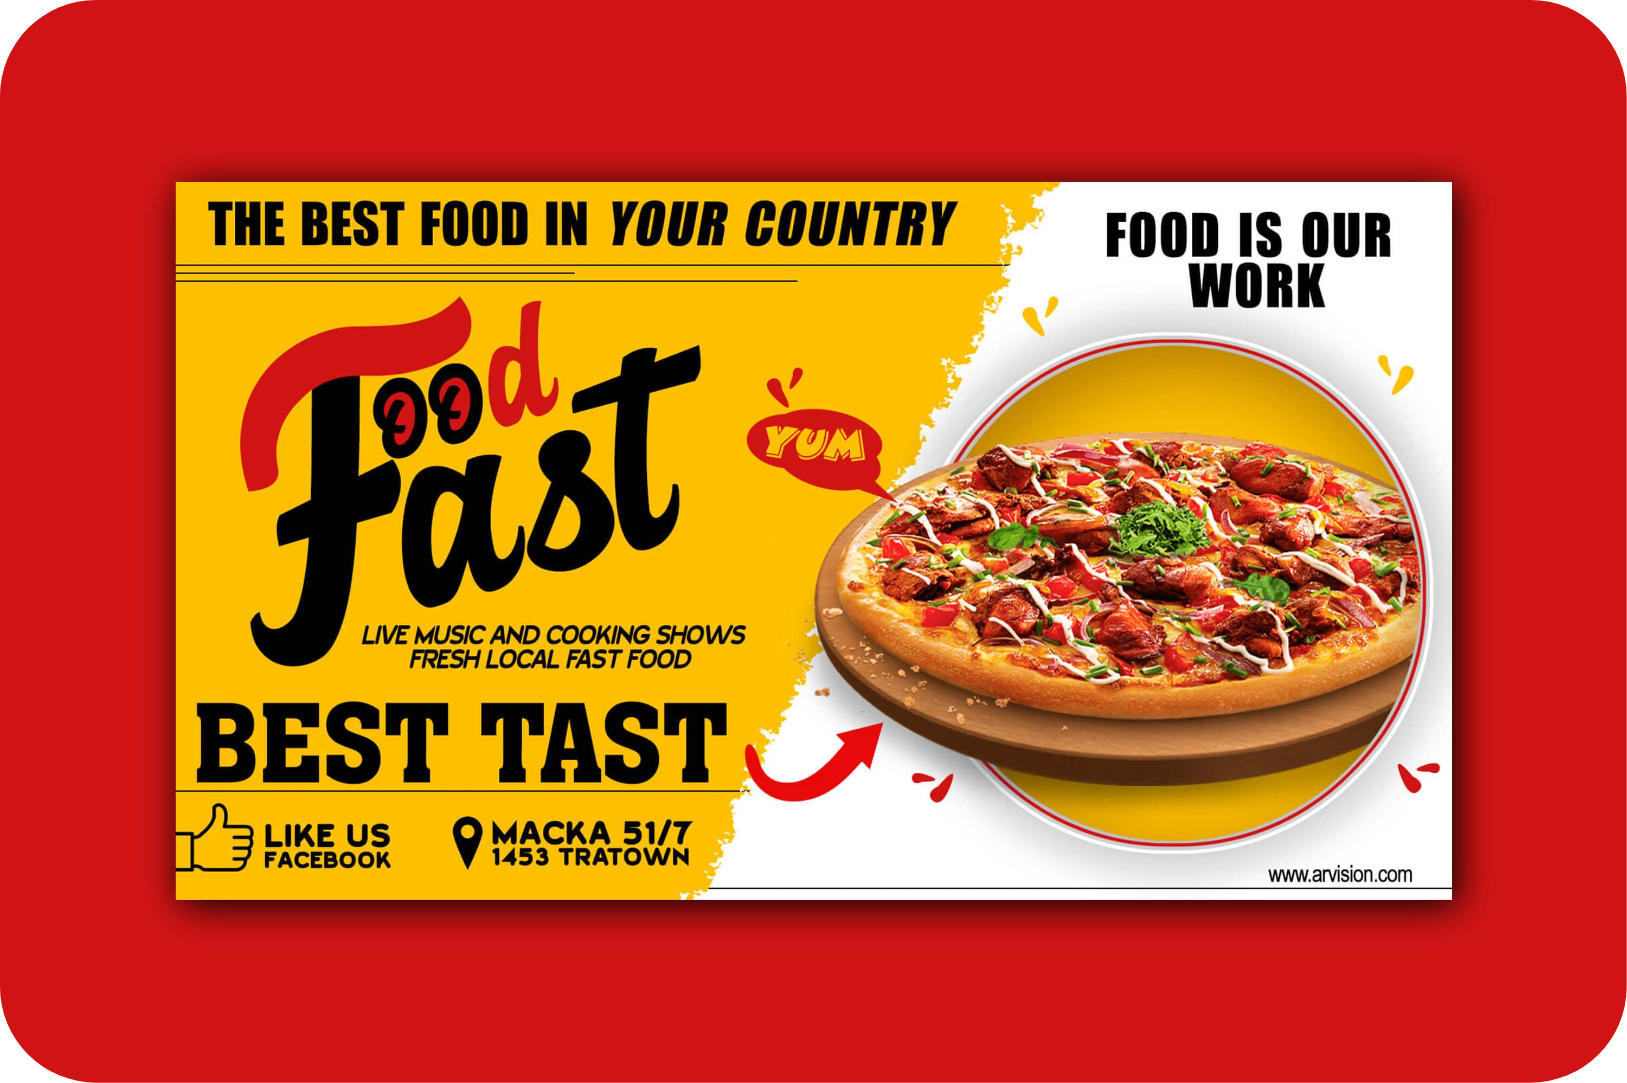 THE BEST FOOD IN YOUR COUNTRY
FOOD IS OUR
WORK
Food
Fast
YUM
LIVE MUSIC AND COOKING SHOWS
FRESH LOCAL FAST FOOD
BEST TAST
LIKE US
FACEBOOK
MACKA 51/7
1453 TRATOWN
www.arvision.com